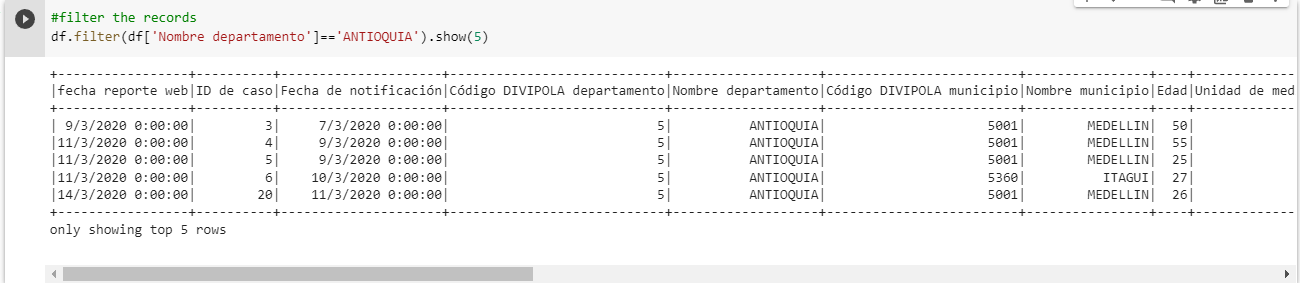 #filter the records
df.filter(df['Nombre departamento']=='ANTIOQUIA').show(5)
+-----------------+----------+---------------------+----------------------------+-------------------+-------------------------+----------------+----+-------------
|fecha reporte web|ID de caso|Fecha de notificación|Código DIVIPOLA departamento|Nombre departamento|Código DIVIPOLA municipio|Nombre municipio|Edad|Unidad de med
+-----------------+----------+---------------------+----------------------------+-------------------+-------------------------+----------------+----+-------------
| 9/3/2020 0:00:00|         3|     7/3/2020 0:00:00|                           5|          ANTIOQUIA|                     5001|        MEDELLIN|  50|
|11/3/2020 0:00:00|         4|     9/3/2020 0:00:00|                           5|          ANTIOQUIA|                     5001|        MEDELLIN|  55|
|11/3/2020 0:00:00|         5|     9/3/2020 0:00:00|                           5|          ANTIOQUIA|                     5001|        MEDELLIN|  25|
|11/3/2020 0:00:00|         6|    10/3/2020 0:00:00|                           5|          ANTIOQUIA|                     5360|          ITAGUI|  27|
|14/3/2020 0:00:00|        20|    11/3/2020 0:00:00|                           5|          ANTIOQUIA|                     5001|        MEDELLIN|  26|
+-----------------+----------+---------------------+----------------------------+-------------------+-------------------------+----------------+----+-------------
only showing top 5 rows